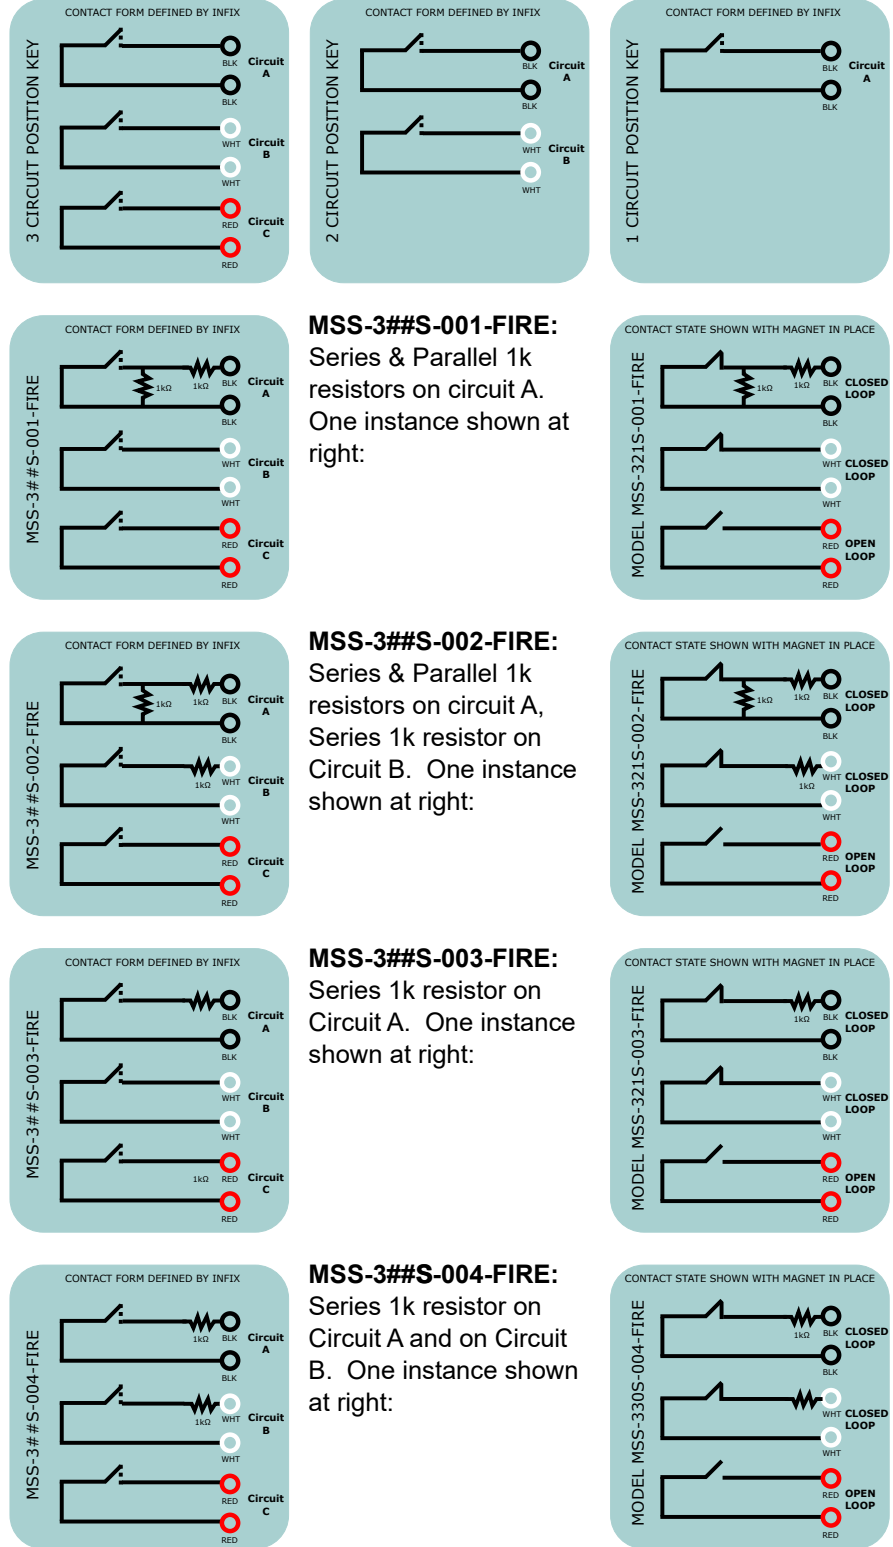 CONTACT FORM DEFINED BY INFIX
3 CIRCUIT POSITION KEY
BLK
Circuit
A
BLK
WHT
Circuit
B
WHT
RED
Circuit
C
RED
CONTACT FORM DEFINED BY INFIX
2 CIRCUIT POSITION KEY
BLK
Circuit
A
BLK
WHT
Circuit
B
WHT
CONTACT FORM DEFINED BY INFIX
1 CIRCUIT POSITION KEY
BLK
Circuit
A
BLK
CONTACT FORM DEFINED BY INFIX
MSS-3##S-001-FIRE
1kΩ
1kΩ
BLK
Circuit
A
BLK
WHT
Circuit
B
WHT
RED
Circuit
C
RED
MSS-3##S-001-FIRE:
Series & Parallel 1k
resistors on circuit A.
One instance shown at
right:
CONTACT STATE SHOWN WITH MAGNET IN PLACE
MODEL MSS-321S-001-FIRE
1kΩ
1kΩ
BLK
CLOSED
LOOP
BLK
WHT
CLOSED
LOOP
WHT
RED
OPEN
LOOP
RED
CONTACT FORM DEFINED BY INFIX
MSS-3##S-002-FIRE
1kΩ
1kΩ
BLK
Circuit
A
BLK
1kΩ
WHT
Circuit
B
WHT
RED
Circuit
C
RED
MSS-3##S-002-FIRE:
Series & Parallel 1k
resistors on circuit A,
Series 1k resistor on
Circuit B. One instance
shown at right:
CONTACT STATE SHOWN WITH MAGNET IN PLACE
MODEL MSS-321S-002-FIRE
1kΩ
1kΩ
BLK
CLOSED
LOOP
BLK
1kΩ
WHT
CLOSED
LOOP
WHT
RED
OPEN
LOOP
RED
CONTACT FORM DEFINED BY INFIX
MSS-3##S-003-FIRE
BLK
Circuit
A
BLK
WHT
Circuit
B
WHT
1kΩ
RED
Circuit
C
RED
MSS-3##S-003-FIRE:
Series 1k resistor on
Circuit A. One instance
shown at right:
CONTACT STATE SHOWN WITH MAGNET IN PLACE
MODEL MSS-321S-003-FIRE
1kΩ
BLK
CLOSED
LOOP
BLK
WHT
CLOSED
LOOP
WHT
RED
OPEN
LOOP
RED
CONTACT FORM DEFINED BY INFIX
MSS-3##S-004-FIRE
1kΩ
BLK
Circuit
A
BLK
1kΩ
WHT
Circuit
B
WHT
RED
Circuit
C
RED
MSS-3##S-004-FIRE:
Series 1k resistor on
Circuit A and on Circuit
B. One instance shown
at right:
CONTACT STATE SHOWN WITH MAGNET IN PLACE
MODEL MSS-330S-004-FIRE
1kΩ
BLK
CLOSED
LOOP
BLK
WHT
CLOSED
LOOP
WHT
RED
OPEN
LOOP
RED